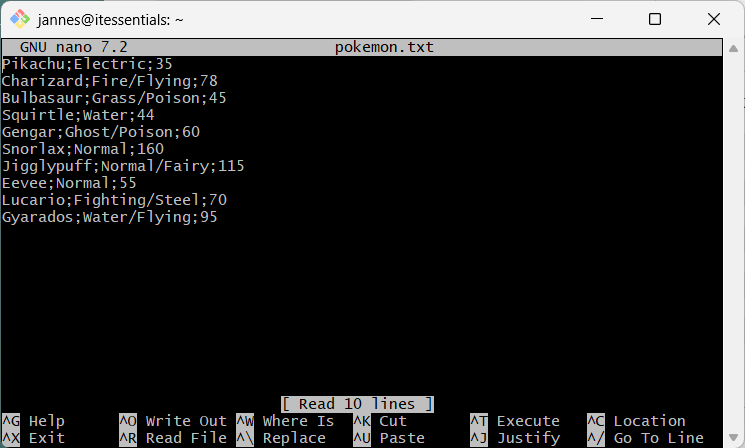 jannes@itessentials: ~
GNU nano 7.2 pokemon.txt
Pikachu;Electric;35
Charizard;Fire/Flying;78
Bulbasaur;Grass/Poison;45
Squirtle;Water;44
Gengar;Ghost/Poison;60
Snorlax;Normal;160
Jigglypuff;Normal/Fairy;115
Eevee;Normal;55
Lucario;Fighting/Steel;70
Gyarados;Water/Flying;95
[ Read 10 lines ]
^G Help ^O Write Out ^W Where Is ^K Cut ^T Execute ^C Location
^X Exit ^R Read File ^\ Replace ^U Paste ^J Justify ^/ Go To Line